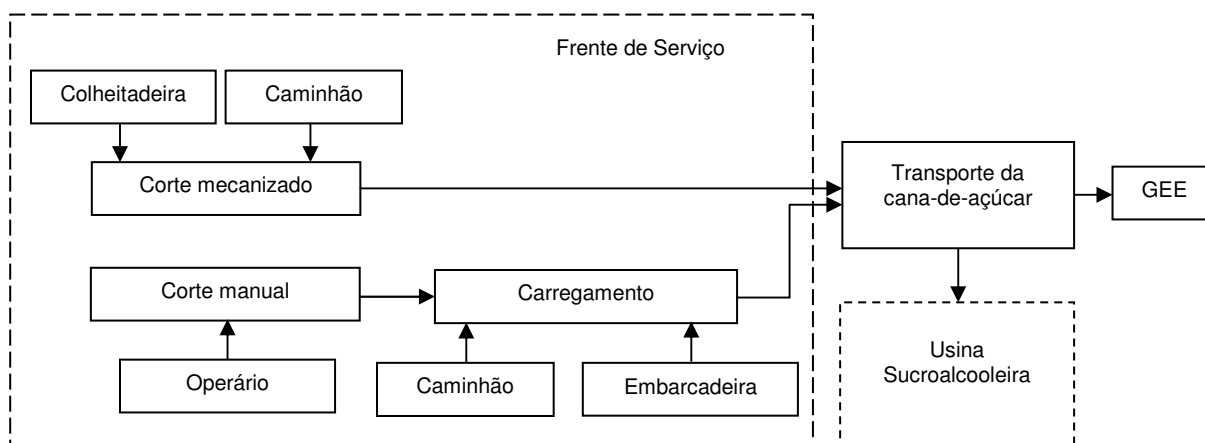 Frente de Serviço
Colheitadeira
Caminhão
Corte mecanizado
Transporte da
cana-de-açúcar
GEE
Corte manual
Carregamento
Operário
Caminhão
Embarcadeira
Usina
Sucroalcooleira